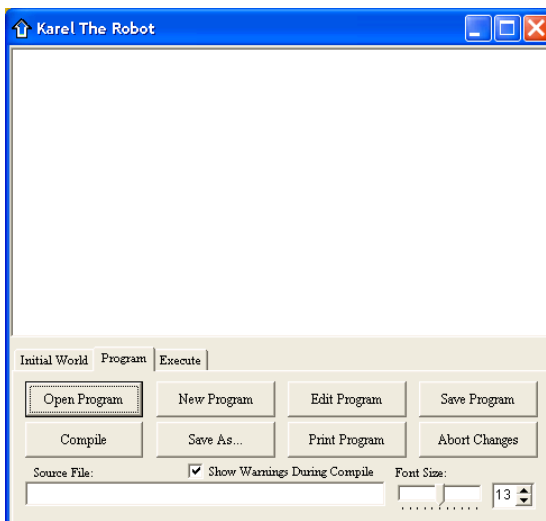 Karel The Robot
Initial World Program Execute
Open Program New Program Edit Program Save Program
Compile Save As... Print Program Abort Changes
Source File: Show Warnings During Compile Font Size:
13